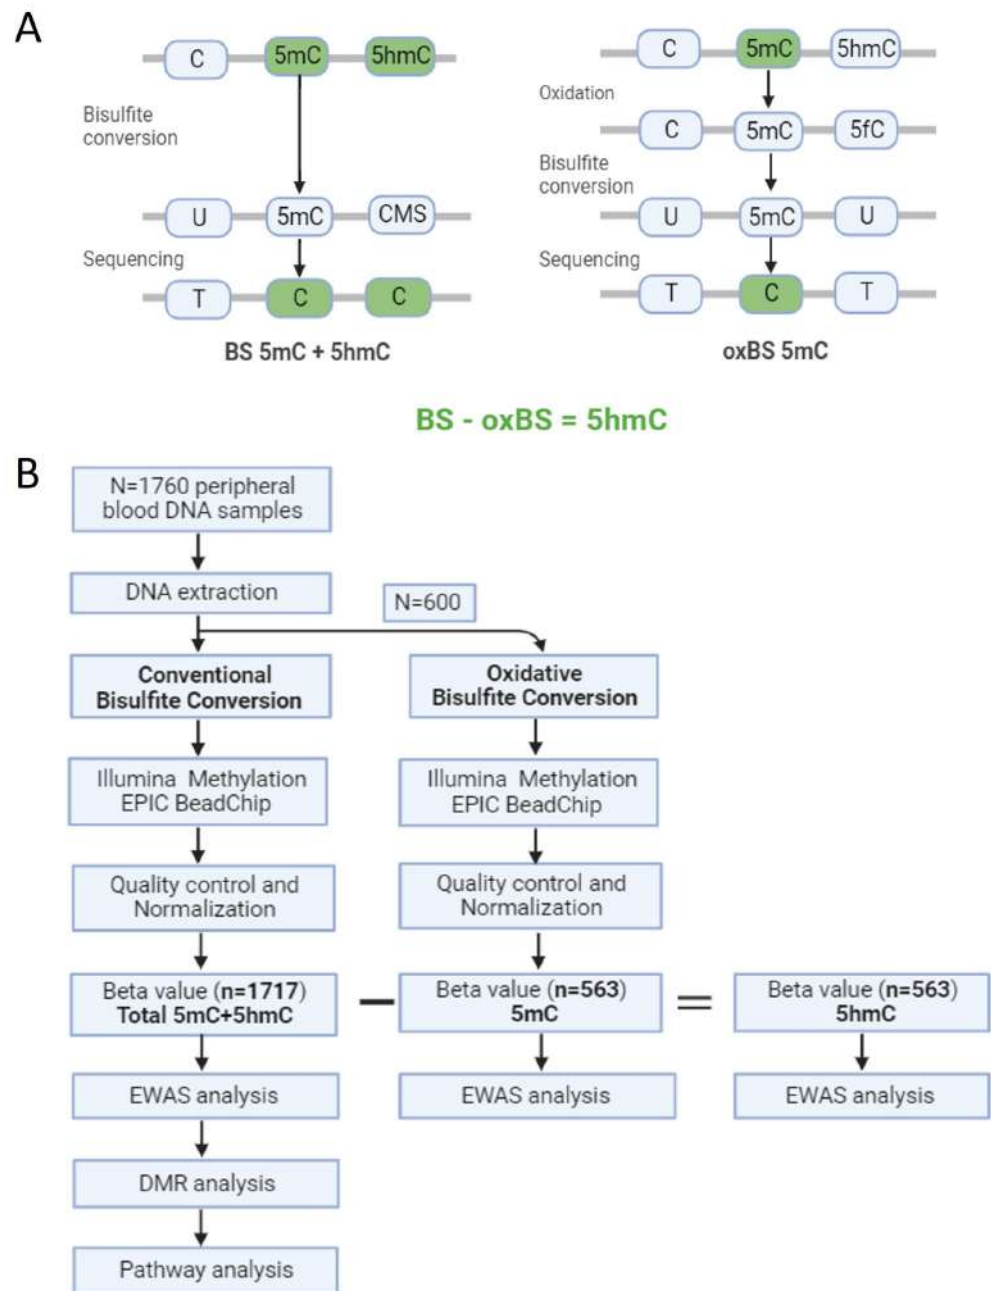 A
C 5mC 5hmC
Bisulfite
conversion
U 5mC CMS
Sequencing
T C C
BS 5mC + 5hmC
C 5mC 5hmC
Oxidation
C 5mC 5fC
Bisulfite
conversion
U 5mC U
Sequencing
T C T
oxBS 5mC
BS - oxBS = 5hmC
B
N=1760 peripheral
blood DNA samples
DNA extraction
N=600
Conventional
Bisulfite Conversion
Oxidative
Bisulfite Conversion
Illumina Methylation
EPIC BeadChip
Illumina Methylation
EPIC BeadChip
Quality control and
Normalization
Quality control and
Normalization
Beta value (n=1717)
Total 5mC+5hmC
−
Beta value (n=563)
5mC
=
Beta value (n=563)
5hmC
EWAS analysis
EWAS analysis
EWAS analysis
DMR analysis
Pathway analysis